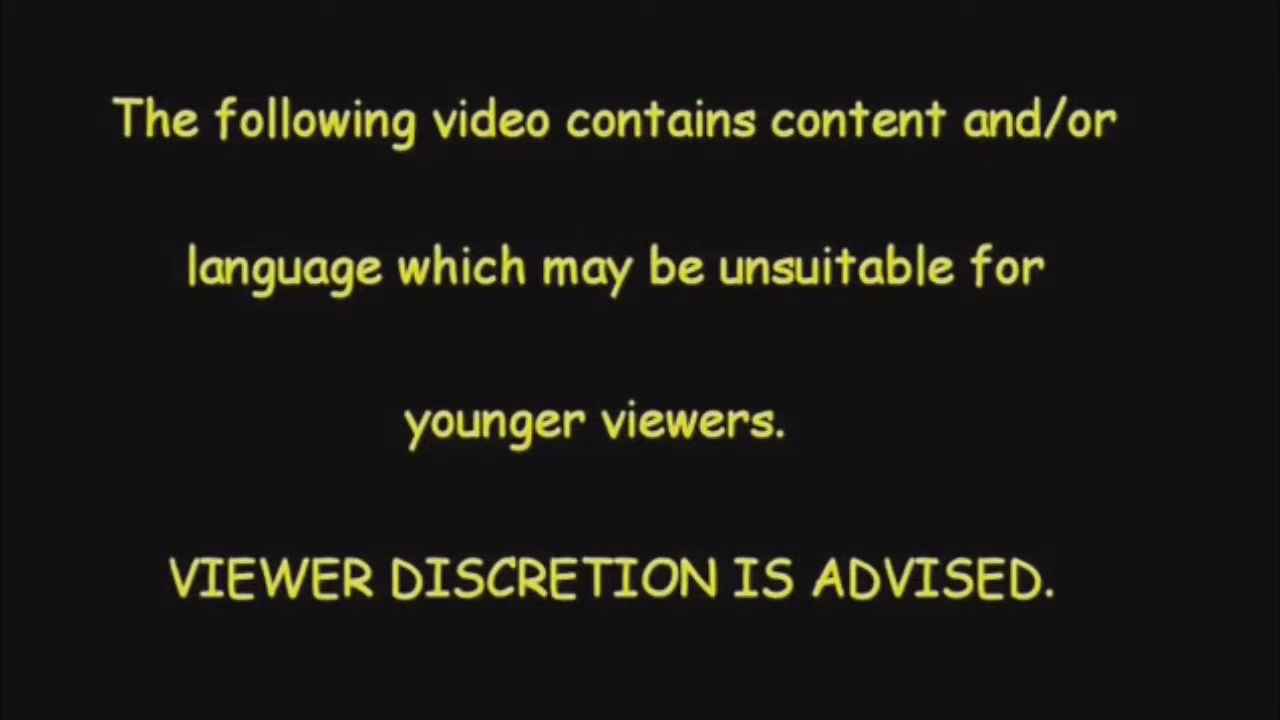 The following video contains content and/or
language which may be unsuitable for
younger viewers.
VIEWER DISCRETION IS ADVISED.